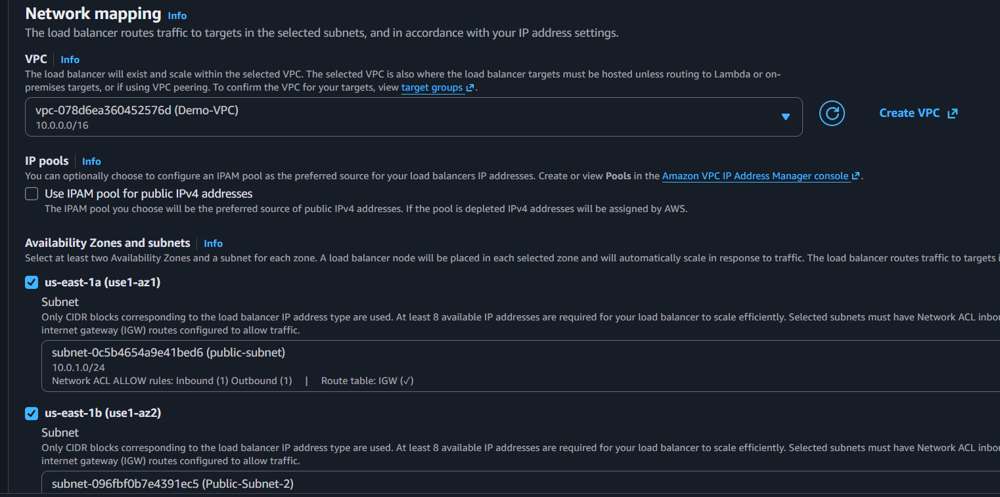 Network mapping Info
The load balancer routes traffic to targets in the selected subnets, and in accordance with your IP address settings.
VPC Info
The load balancer will exist and scale within the selected VPC. The selected VPC is also where the load balancer targets must be hosted unless routing to Lambda or on-
premises targets, or if using VPC peering. To confirm the VPC for your targets, view target groups.
vpc-078d6ea360452576d (Demo-VPC)
10.0.0.0/16
Create VPC
IP pools Info
You can optionally choose to configure an IPAM pool as the preferred source for your load balancers IP addresses. Create or view Pools in the Amazon VPC IP Address Manager console.
Use IPAM pool for public IPv4 addresses
The IPAM pool you choose will be the preferred source of public IPv4 addresses. If the pool is depleted IPv4 addresses will be assigned by AWS.
Availability Zones and subnets Info
Select at least two Availability Zones and a subnet for each zone. A load balancer node will be placed in each selected zone and will automatically scale in response to traffic. The load balancer routes traffic to targets
us-east-1a (use1-az1)
Subnet
Only CIDR blocks corresponding to the load balancer IP address type are used. At least 8 available IP addresses are required for your load balancer to scale efficiently. Selected subnets must have Network ACL
internet gateway (IGW) routes configured to allow traffic.
subnet-0c5b4654a9e41bed6 (public-subnet)
10.0.1.0/24
Network ACL ALLOW rules: Inbound (1) Outbound (1) | Route table: IGW (✓)
us-east-1b (use1-az2)
Subnet
Only CIDR blocks corresponding to the load balancer IP address type are used. At least 8 available IP addresses are required for your load balancer to scale efficiently. Selected subnets must have Network ACL
internet gateway (IGW) routes configured to allow traffic.
subnet-096fbf0b7e4391ec5 (Public-Subnet-2)